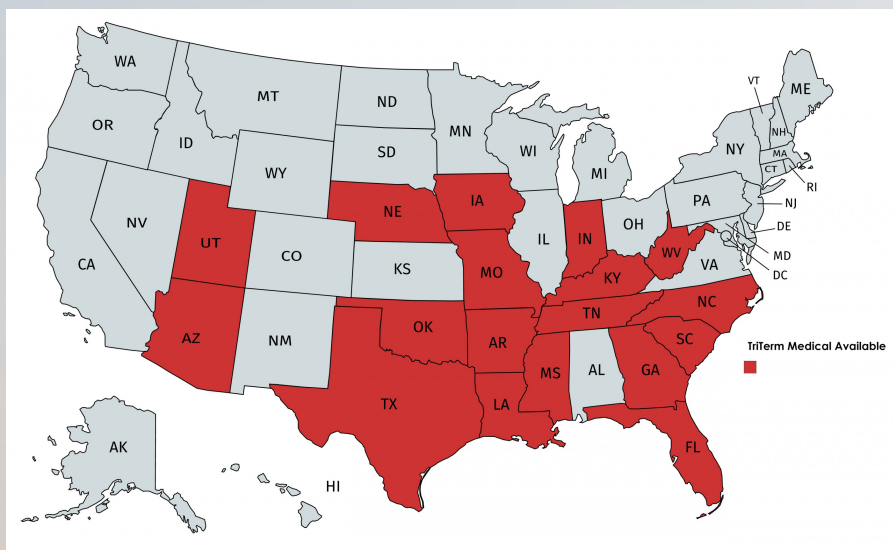 WA
MT
ND
MN
VT
ME
OR
ID
SD
WI
MI
NY
NH
MA
CT
RI
WY
NE
IA
PA
NJ
NV
UT
CO
KS
MO
IL
IN
OH
WV
VA
DE
MD
DC
CA
KY
NC
AZ
NM
OK
AR
TN
SC
TriTerm Medical Available
TX
LA
MS
AL
GA
FL
AK
HI